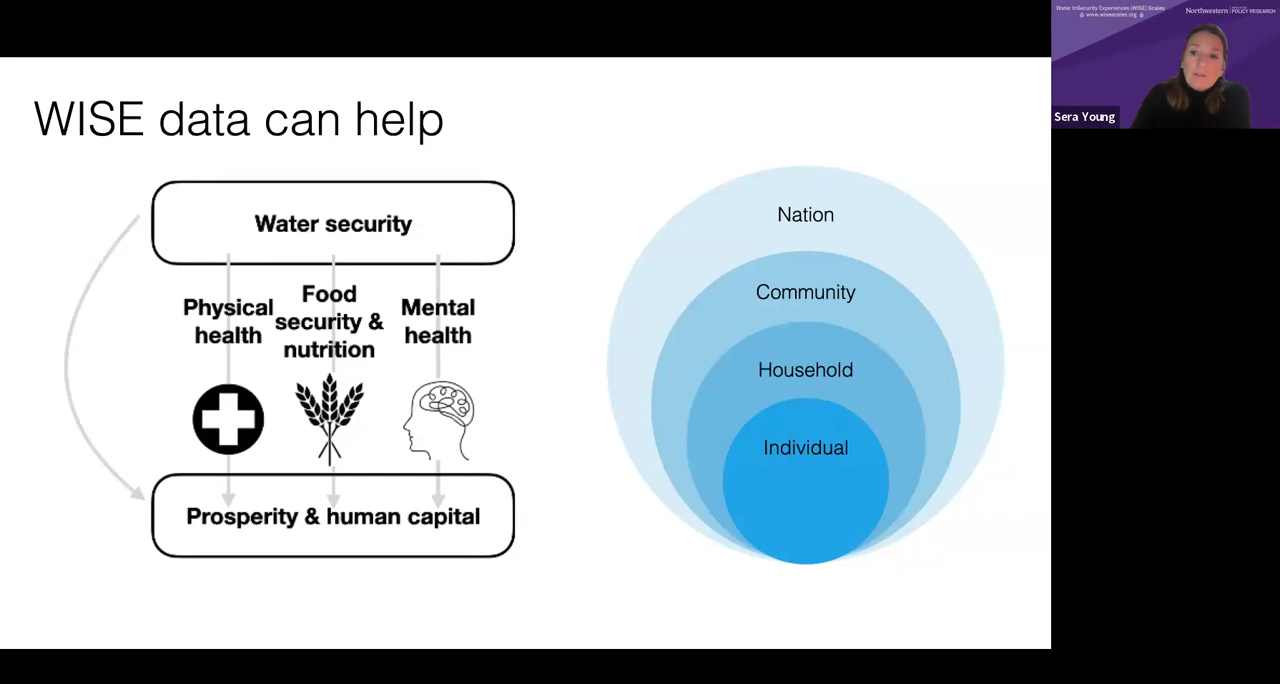 WISE data can help
Water security
Physical
health
Food
security &
nutrition
Mental
health
Prosperity & human capital
Nation
Community
Household
Individual
Water InSecurity Experiences (WISE) Scales
www.wisescales.org
Northwestern
POLICY RESEARCH
Sera Young